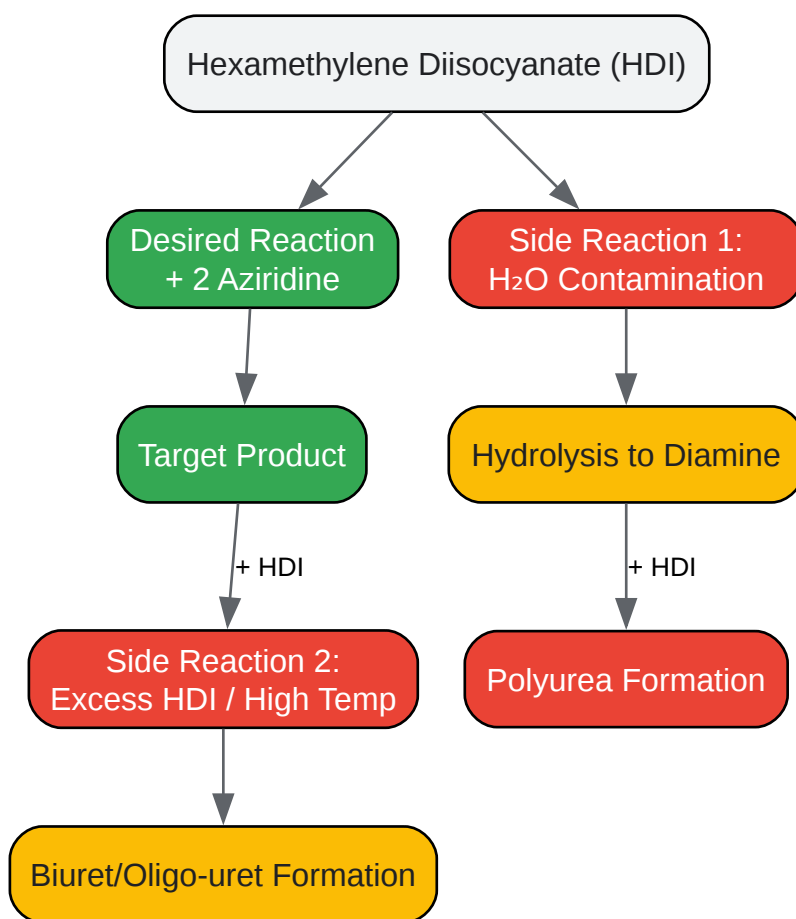 Hexamethylene Diisocyanate (HDI)
Desired Reaction
+ 2 Aziridine
Side Reaction 1:
H₂O Contamination
Target Product
Hydrolysis to Diamine
+ HDI
+ HDI
Side Reaction 2:
Excess HDI / High Temp
Polyurea Formation
Biuret/Oligo-uret Formation